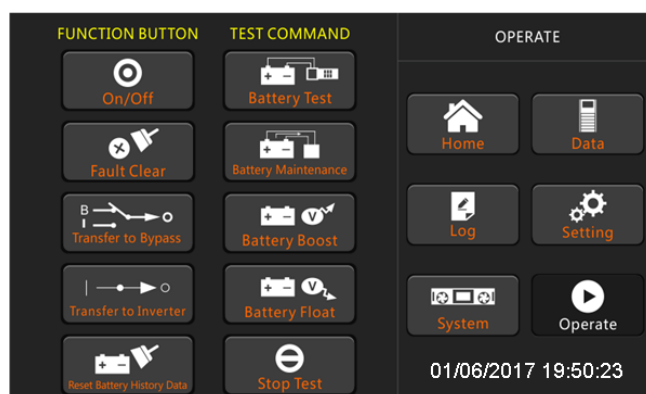 FUNCTION BUTTON
On/Off
Fault Clear
B
I
Transfer to Bypass
I
Transfer to Inverter
+ -
Reset Battery History Data
TEST COMMAND
+ -
Battery Test
+ -
Battery Maintenance
+ - V
Battery Boost
+ - V
Battery Float
Stop Test
OPERATE
Home
Data
Log
Setting
System
Operate
01/06/2017 19:50:23